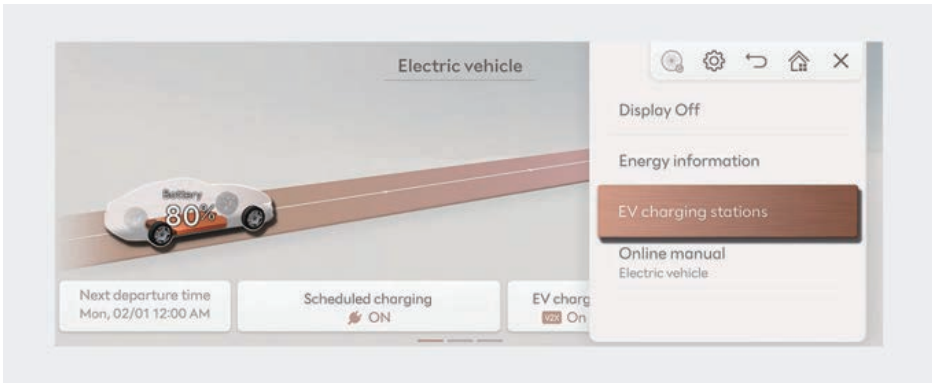 Electric vehicle
Battery
80%
Next departure time
Mon, 02/01 12:00 AM
Scheduled charging
ON
EV charg
V2X On
Display Off
Energy information
EV charging stations
Online manual
Electric vehicle